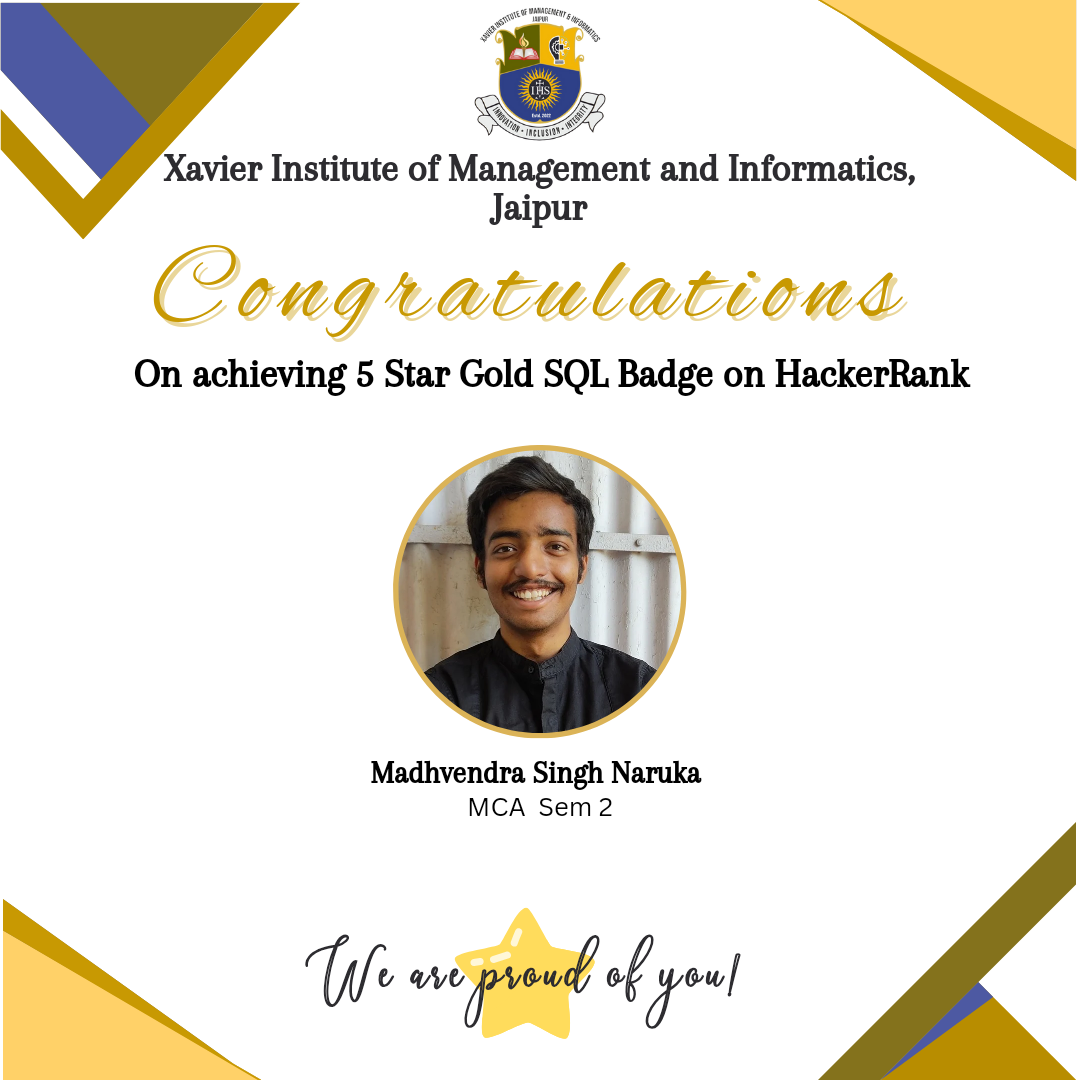 XAVIER INSTITUTE OF MANAGEMENT & INFORMATICS
JAIPUR
IHS
Estd. 2022
INNOVATION • INCLUSION • INTEGRITY
Xavier Institute of Management and Informatics,
Jaipur
Congratulations
On achieving 5 Star Gold SQL Badge on HackerRank
Madhvendra Singh Naruka
MCA Sem 2
We are proud of you!